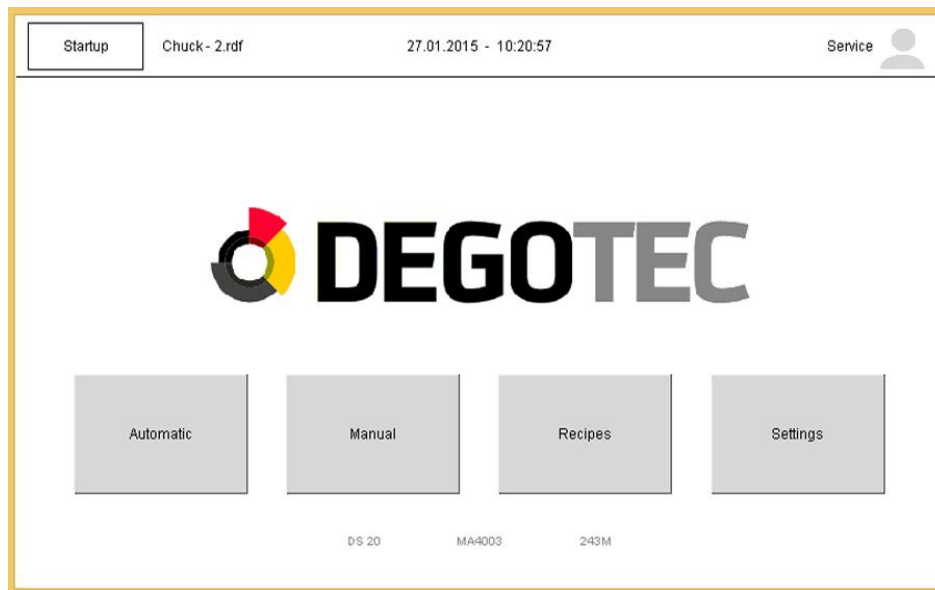 Startup Chuck - 2.rdf 27.01.2015 - 10:20:57 Service
DEGOTEC
Automatic Manual Recipes Settings
DS 20 MA4003 243M